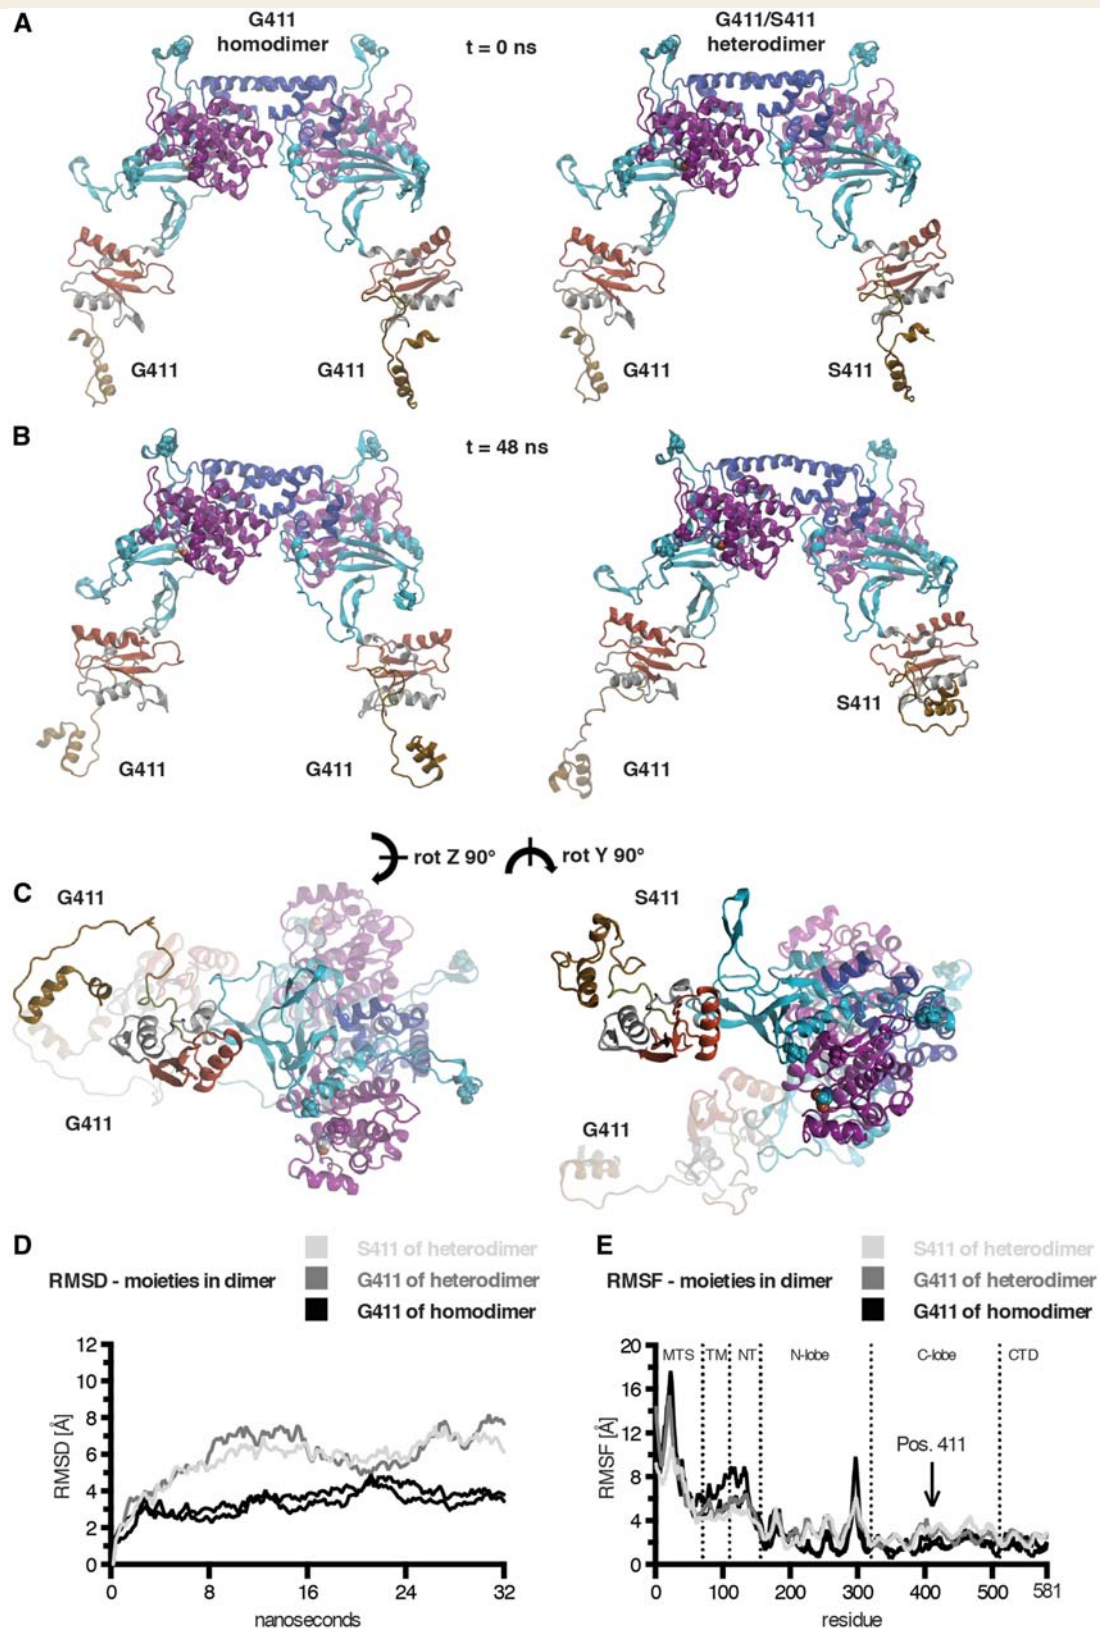 A
G411
homodimer
t = 0 ns
G411/S411
heterodimer
G411
G411
G411
S411
B
t = 48 ns
G411
G411
S411
G411
rot Z 90°
rot Y 90°
C
G411
G411
S411
G411
D
S411 of heterodimer
RMSD - moieties in dimer
G411 of heterodimer
G411 of homodimer
12
10
8
6
4
2
0
RMSD [Å]
0
8
16
24
32
nanoseconds
E
S411 of heterodimer
RMSF - moieties in dimer
G411 of heterodimer
G411 of homodimer
20
16
12
8
4
0
RMSF [Å]
MTS
TM
NT
N-lobe
C-lobe
CTD
Pos. 411
0
100
200
300
400
500
581
residue